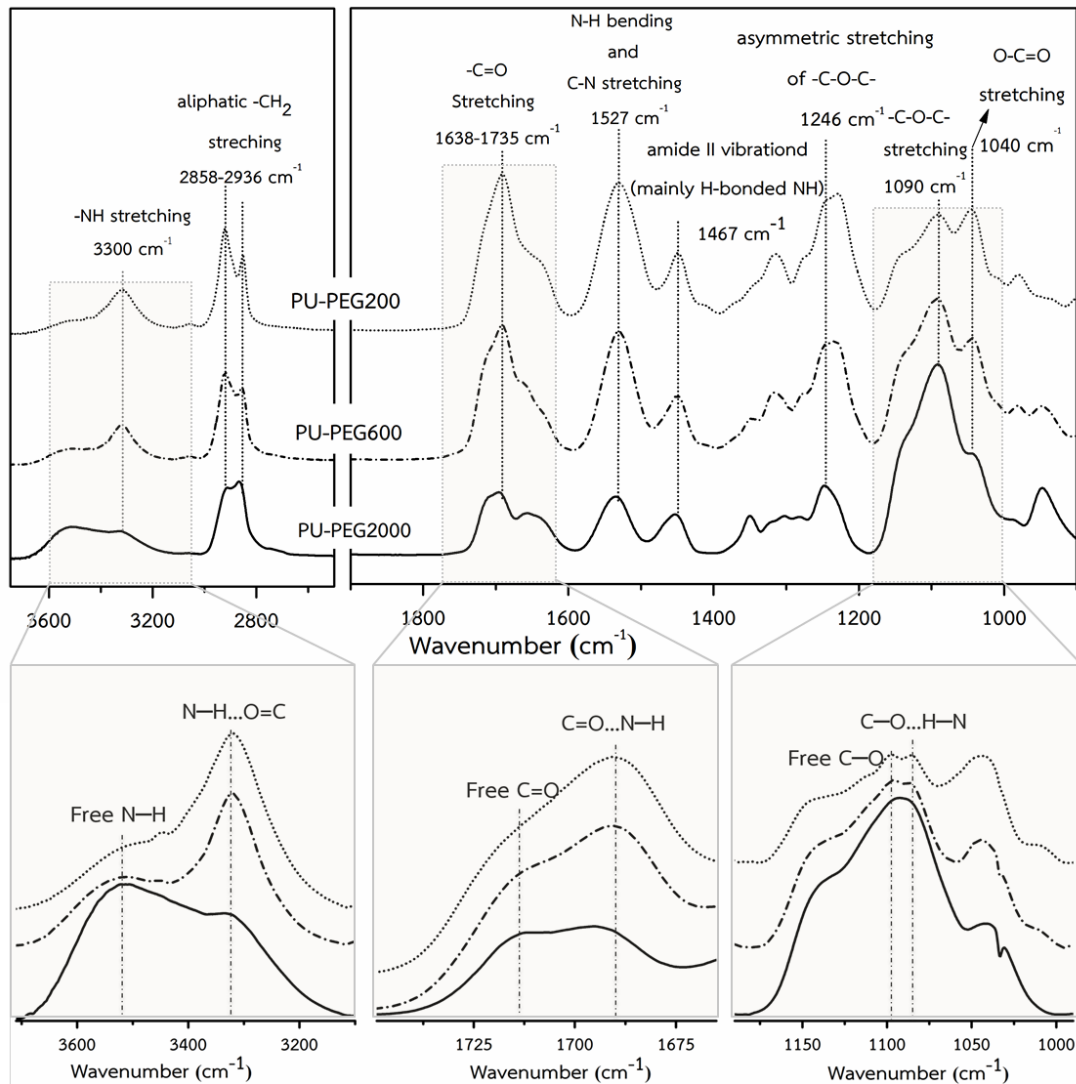 N-H bending
and
C-N stretching
1527 cm⁻¹
asymmetric stretching
of -C-O-C-
1246 cm⁻¹
O-C=O
stretching
1040 cm⁻¹
-C=O
Stretching
1638-1735 cm⁻¹
aliphatic -CH₂
streching
2858-2936 cm⁻¹
-C-O-C-
stretching
1090 cm⁻¹
amide II vibrationd
(mainly H-bonded NH)
1467 cm⁻¹
-NH stretching
3300 cm⁻¹
PU-PEG200
PU-PEG600
PU-PEG2000
3600 3200 2800 1800 1600 1400 1200 1000
Wavenumber (cm⁻¹)
N—H...O=C
Free N—H
3600 3400 3200
Wavenumber (cm⁻¹)
C=O...N—H
Free C=O
1725 1700 1675
Wavenumber (cm⁻¹)
C—O...H—N
Free C—O
1150 1100 1050 1000
Wavenumber (cm⁻¹)